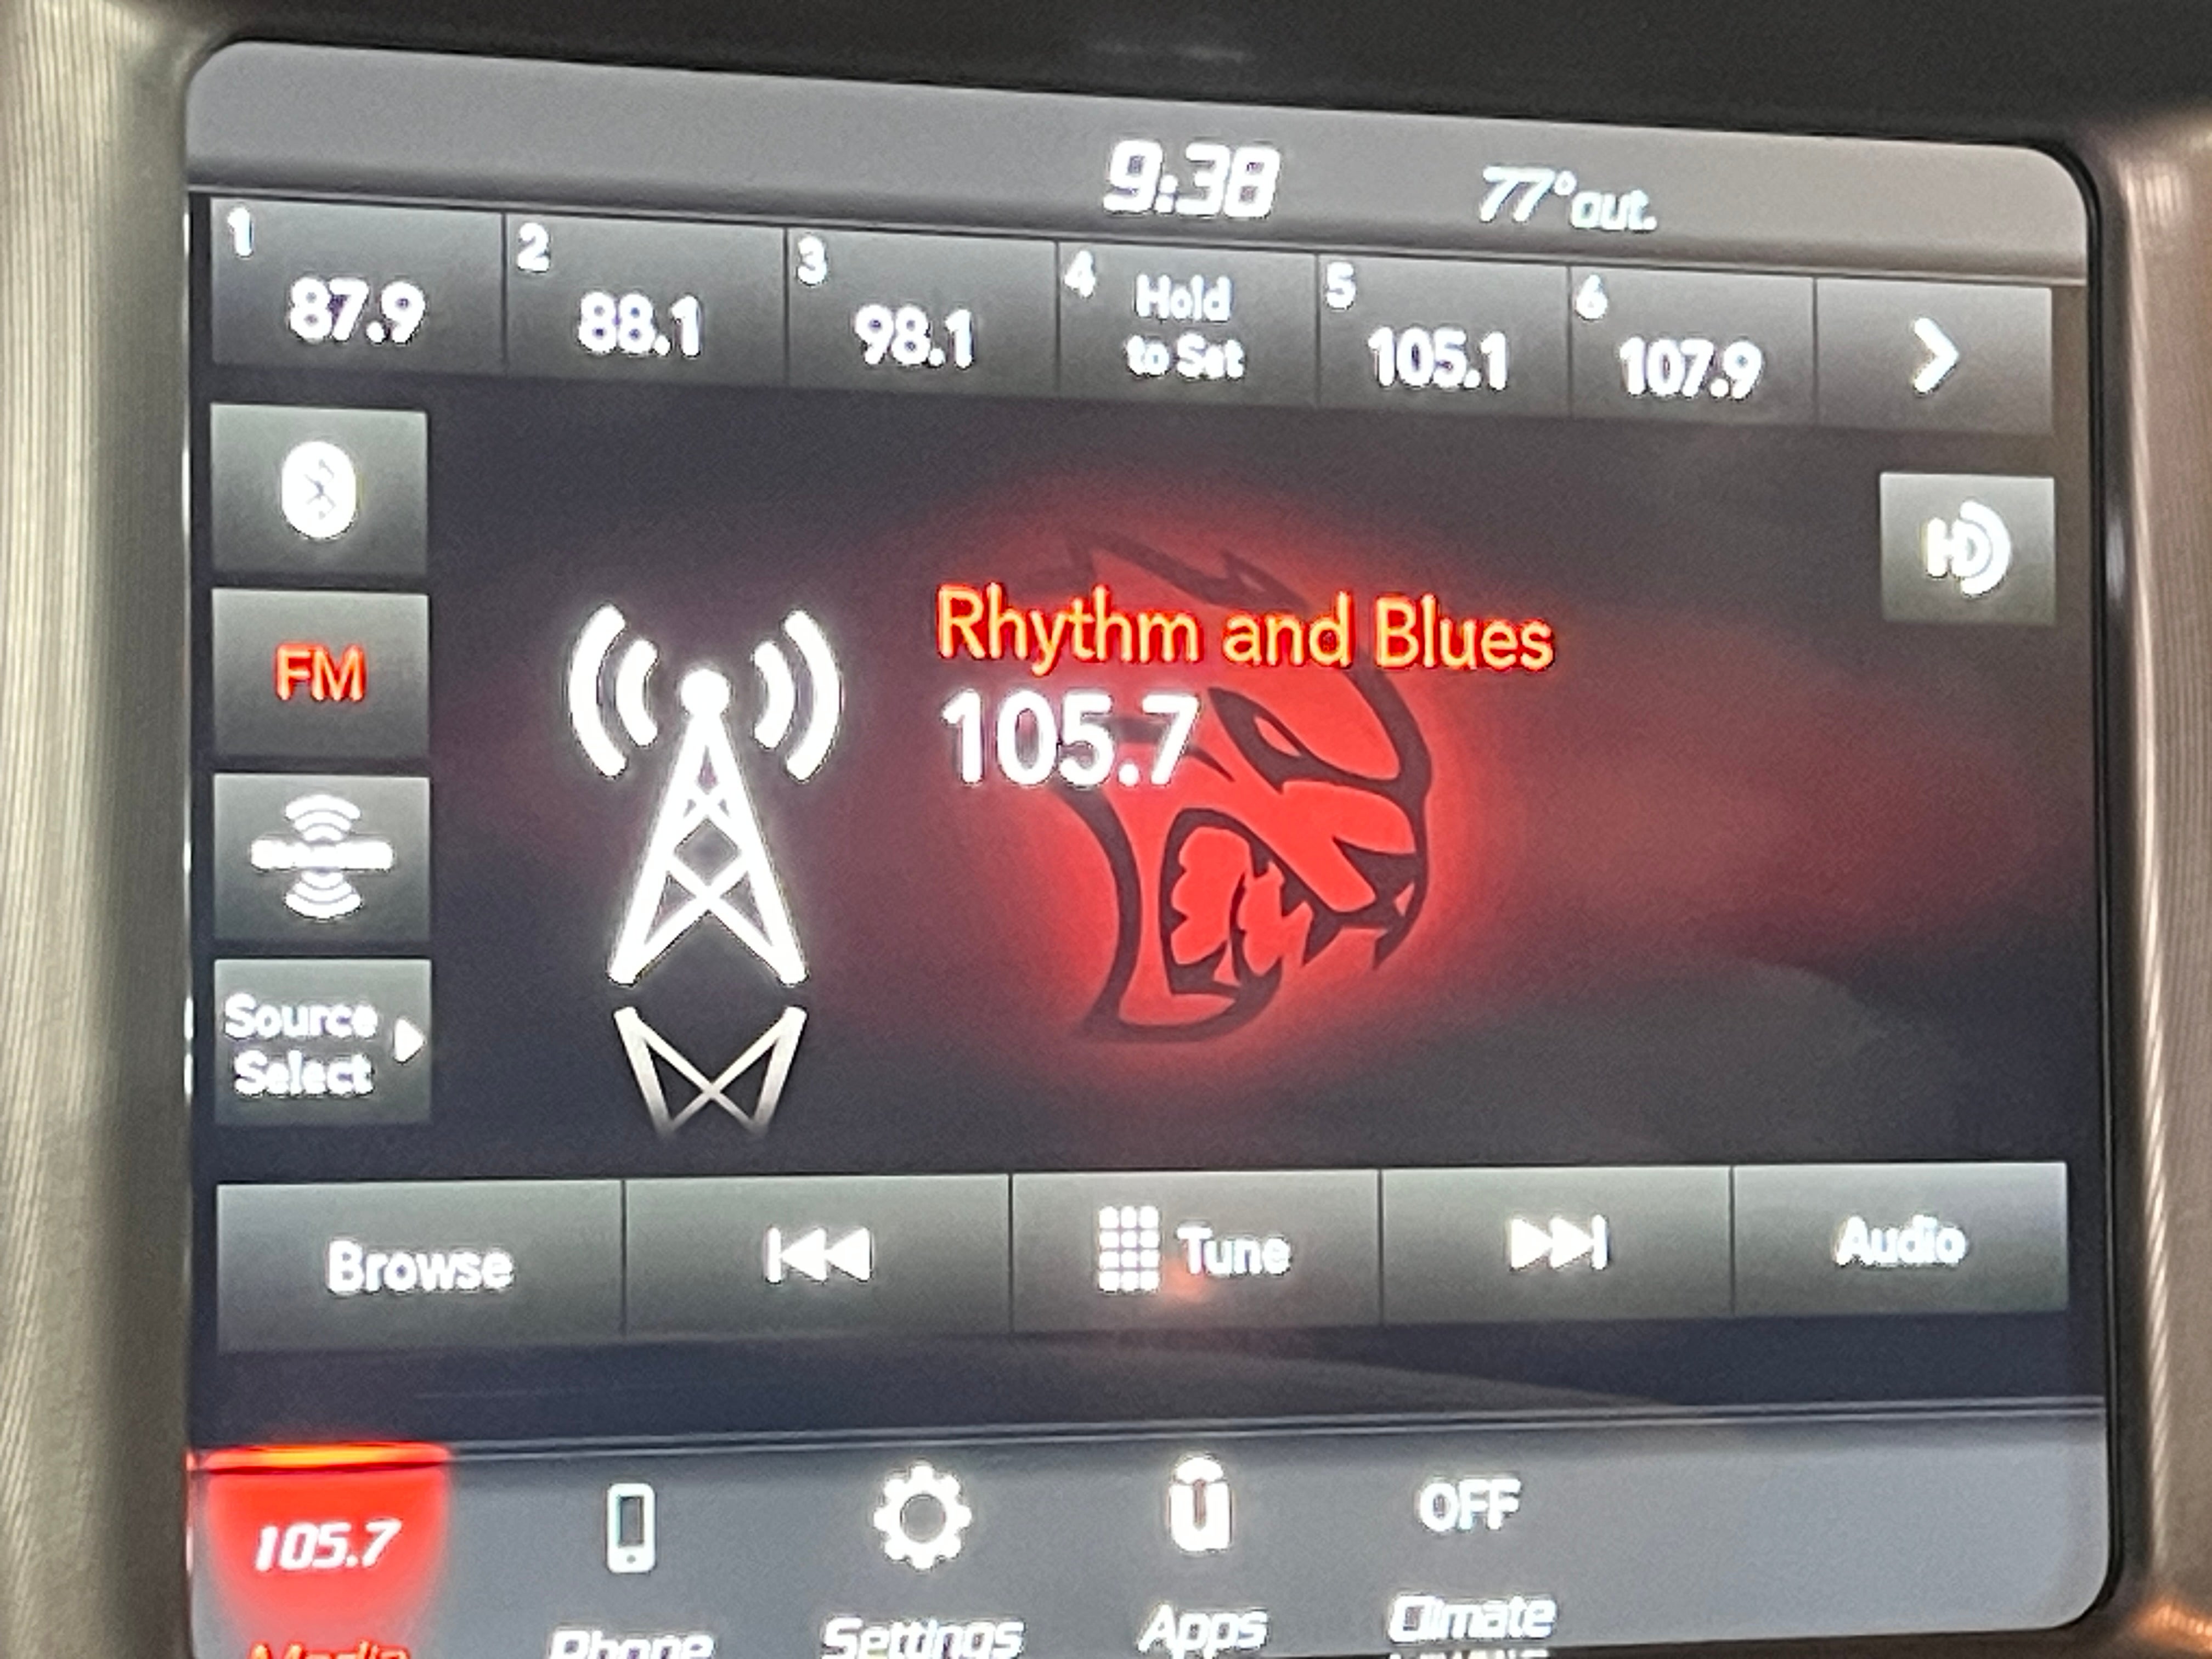 9:38 77°out.
1 2 3 4 5 6
87.9 88.1 98.1 Hold to Set 105.1 107.9
HD
FM
Rhythm and Blues
105.7
Source
Select
Browse Tune Audio
105.7 OFF
Media Phone Settings Apps Climate